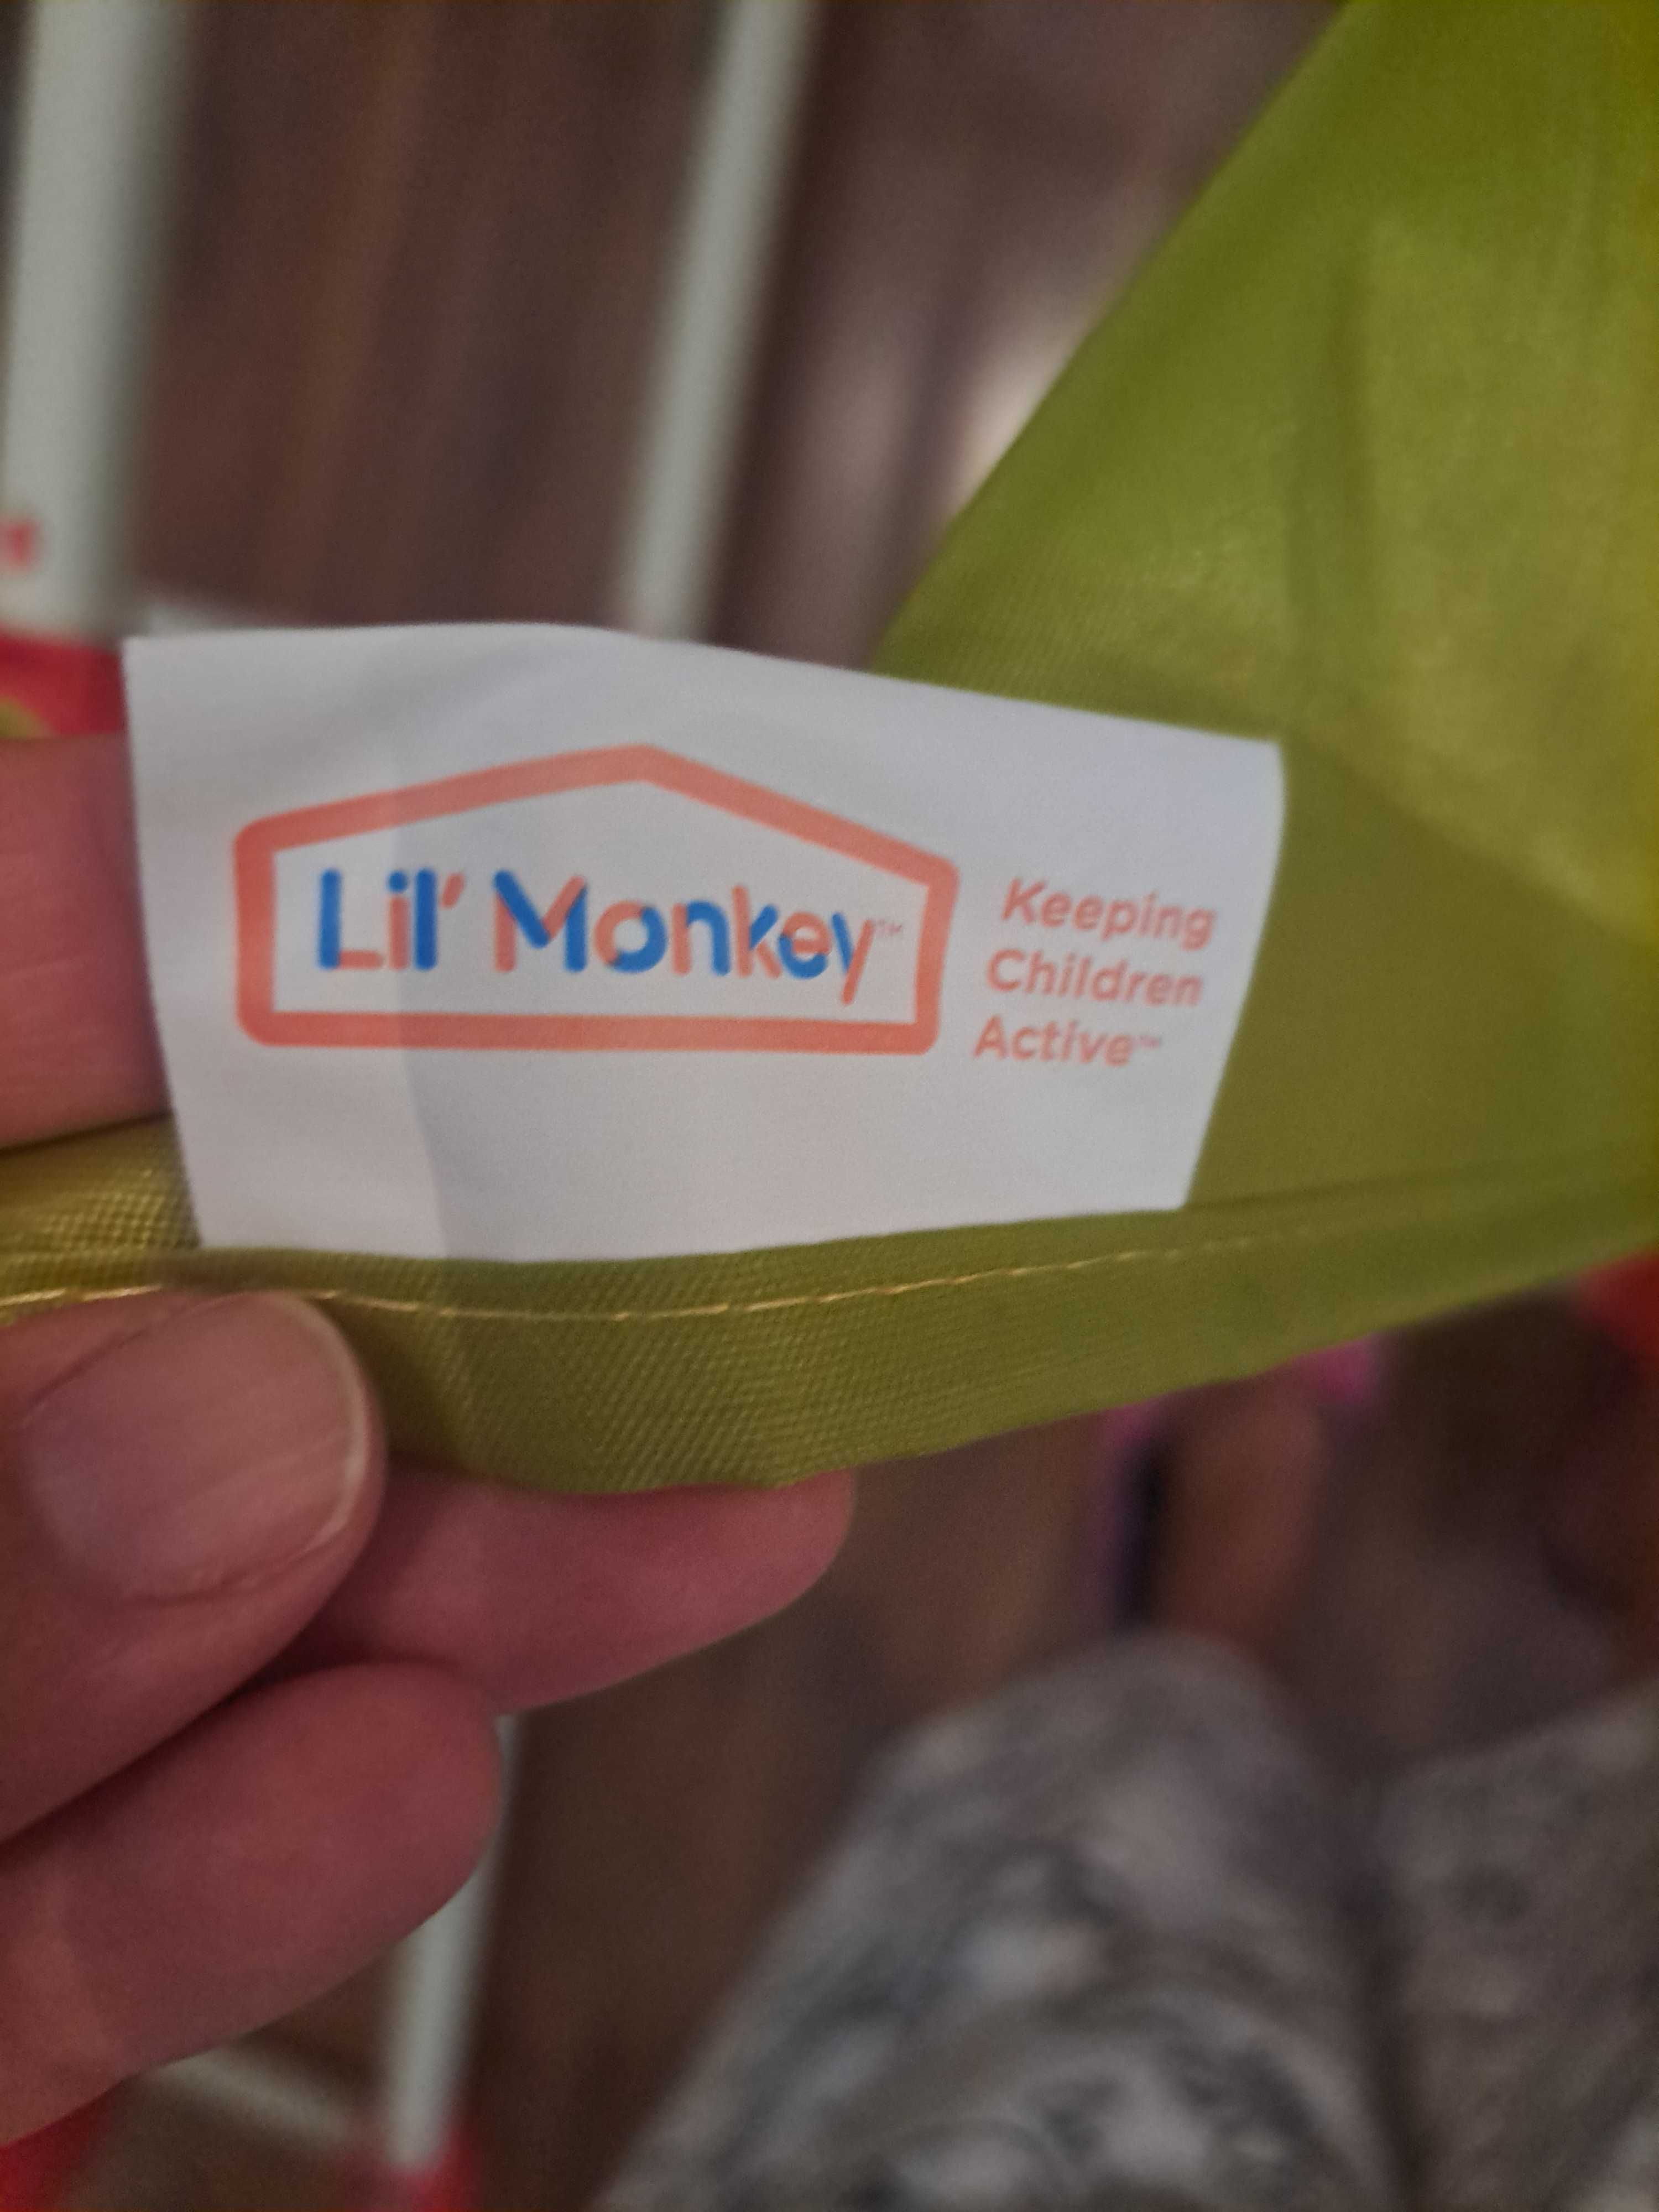 Lil' Monkey™
Keeping
Children
Active™